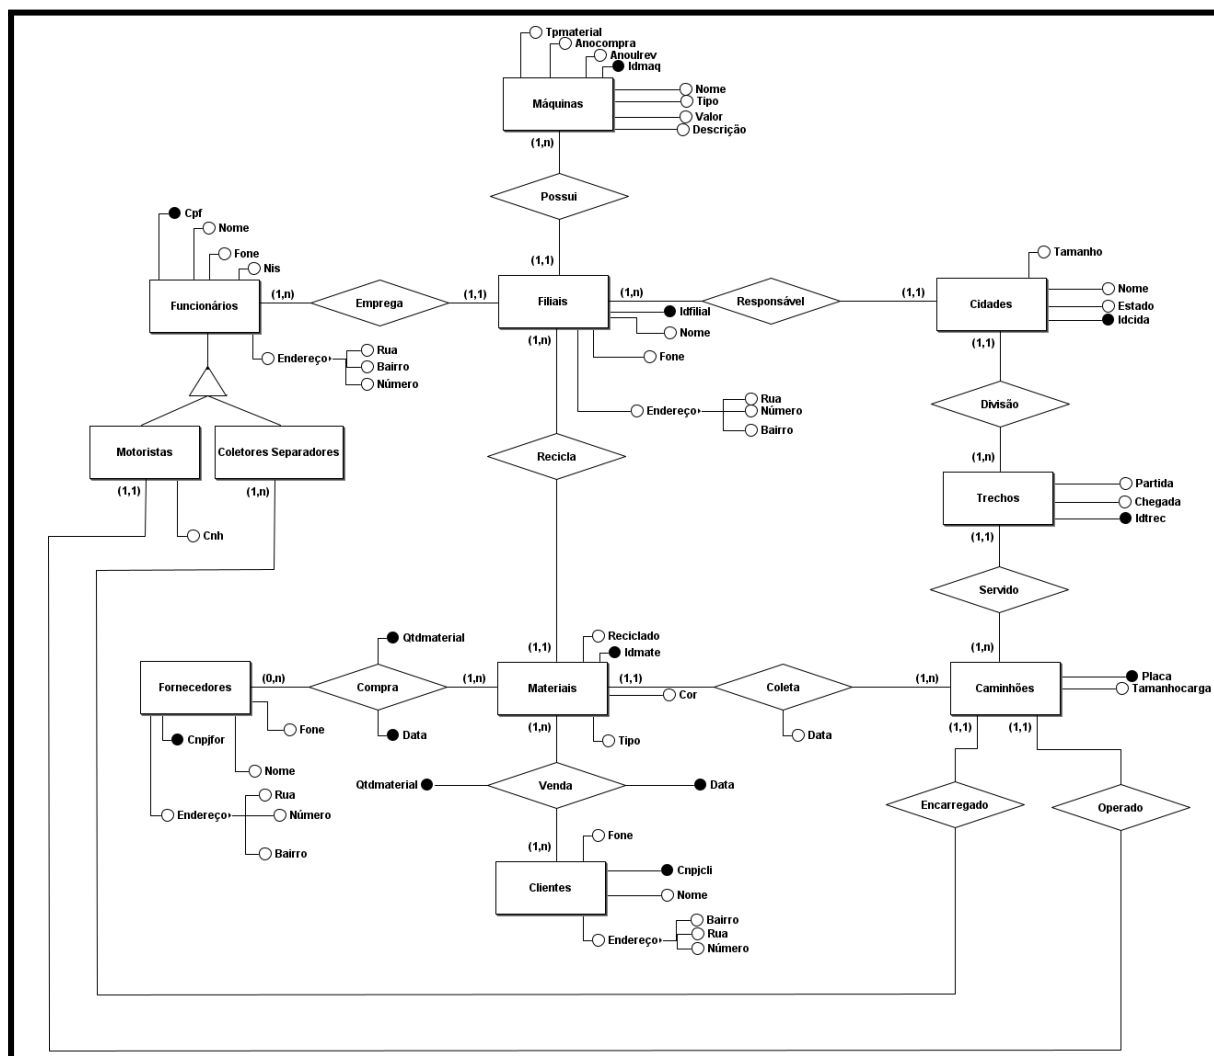 Tpmaterial
Anocompra
Anoulrev
Idmaq
Máquinas
Nome
Tipo
Valor
Descrição
(1,n)
Possui
(1,1)
Cpf
Nome
Fone
Nis
Funcionários
(1,n)
Emprega
(1,1)
Filiais
(1,n)
Responsável
(1,1)
Cidades
Tamanho
Nome
Estado
Idcida
Idfilial
Nome
Fone
(1,n)
(1,1)
Endereço
Rua
Bairro
Número
Endereço
Rua
Número
Bairro
Divisão
(1,n)
Motoristas
Coletores Separadores
(1,1)
(1,n)
Cnh
Recicla
Trechos
Partida
Chegada
Idtrec
(1,1)
Servido
(1,n)
(1,1)
Reciclado
Idmate
Cor
Tipo
Qtdmaterial
Fornecedores
(0,n)
Compra
(1,n)
Materiais
(1,1)
Coleta
(1,n)
Caminhões
Placa
Tamanhocarga
Data
Data
Fone
Cnpjfor
Nome
Endereço
Rua
Número
Bairro
(1,n)
Qtdmaterial
Venda
Data
(1,1)
(1,1)
Encarregado
Operado
(1,n)
Fone
Clientes
Cnpjcli
Nome
Endereço
Bairro
Rua
Número